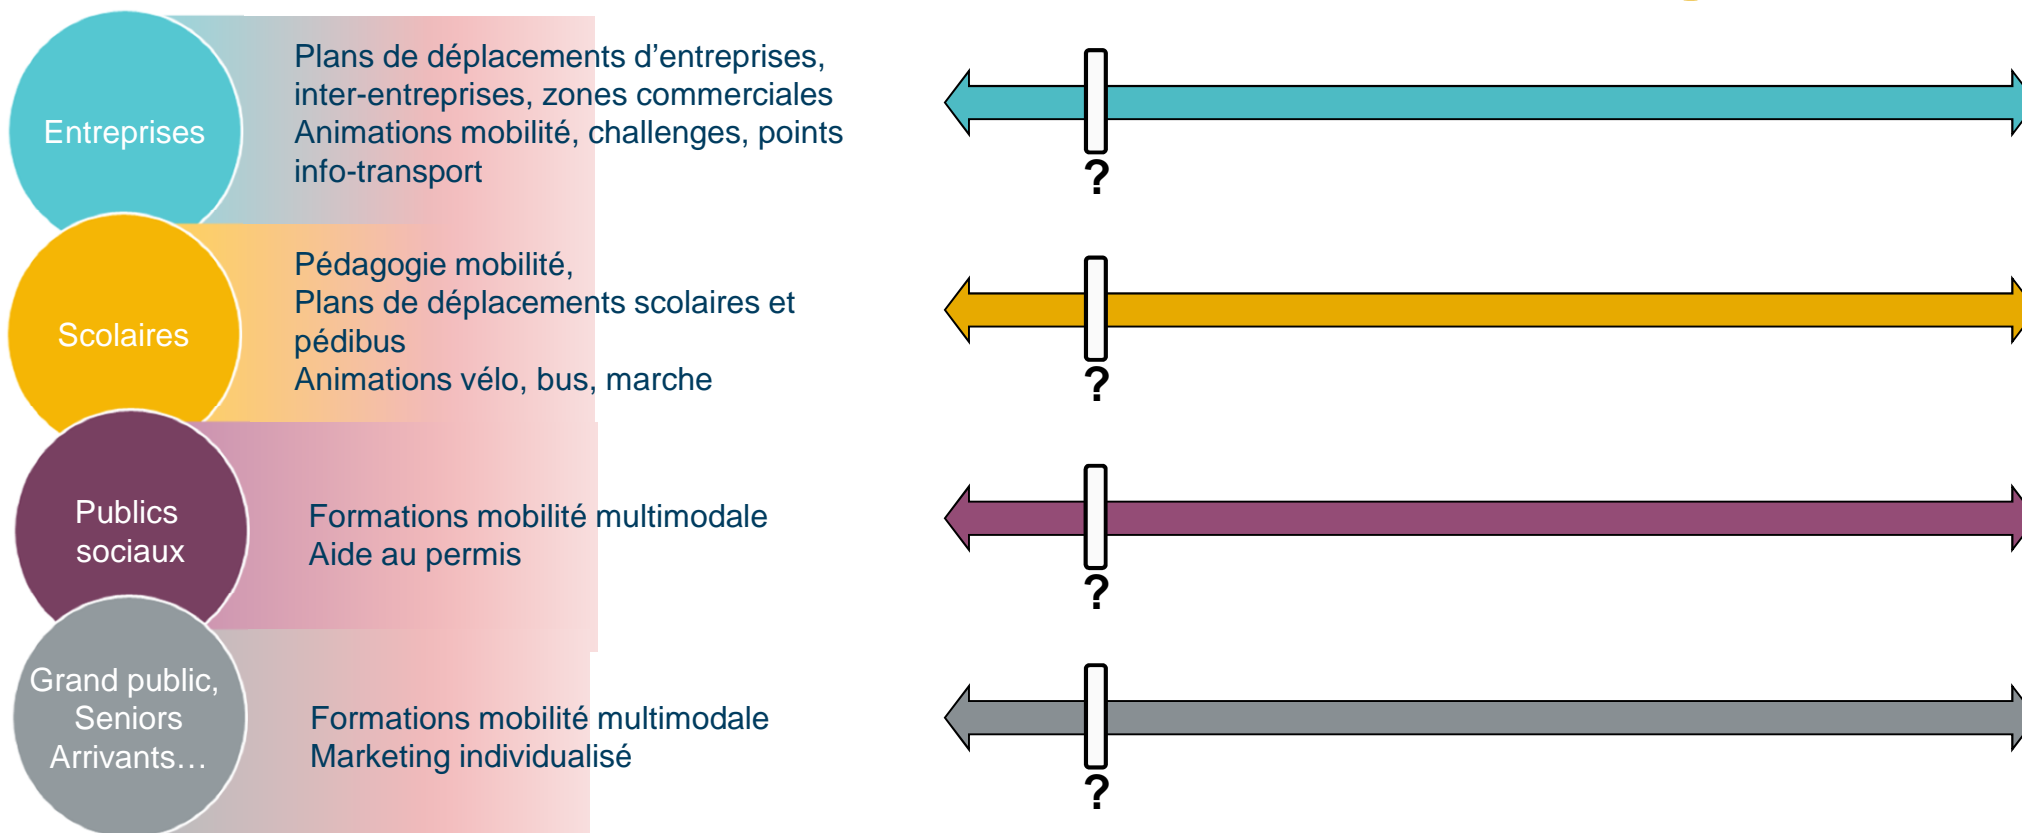 Entreprises
Plans de déplacements d’entreprises,
inter-entreprises, zones commerciales
Animations mobilité, challenges, points
info-transport
?
Scolaires
Pédagogie mobilité,
Plans de déplacements scolaires et
pédibus
Animations vélo, bus, marche
?
Publics
sociaux
Formations mobilité multimodale
Aide au permis
?
Grand public,
Seniors
Arrivants…
Formations mobilité multimodale
Marketing individualisé
?